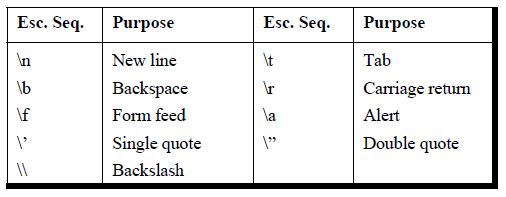 Esc. Seq. Purpose Esc. Seq. Purpose
\n New line \t Tab
\b Backspace \r Carriage return
\f Form feed \a Alert
\’ Single quote \” Double quote
\\ Backslash